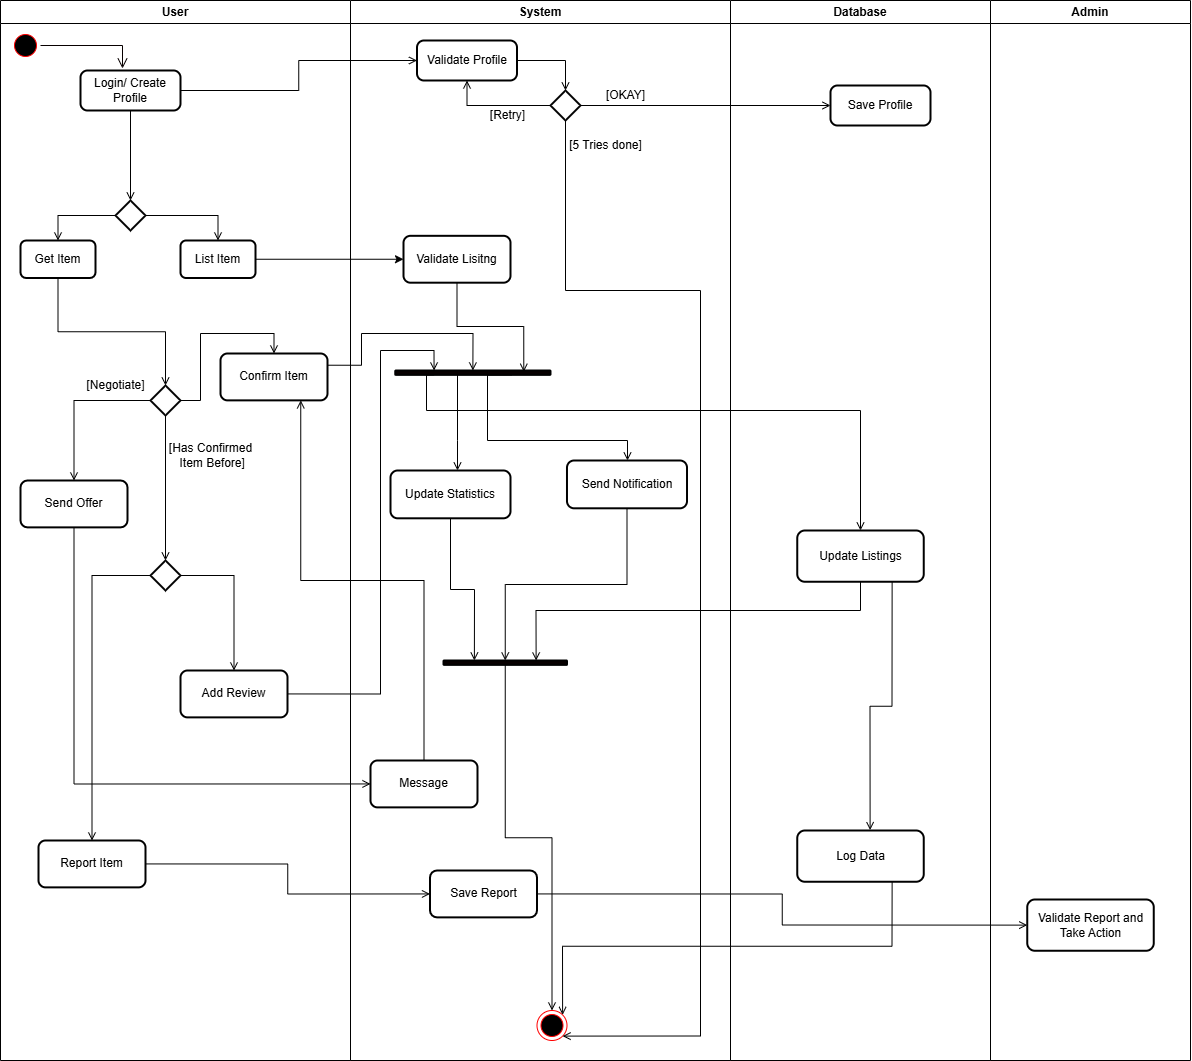 User
System
Database
Admin
Login/ Create
Profile
Validate Profile
[OKAY]
[Retry]
Save Profile
[5 Tries done]
Get Item
List Item
Validate Lisitng
Confirm Item
[Negotiate]
[Has Confirmed
Item Before]
Send Offer
Update Statistics
Send Notification
Update Listings
Add Review
Message
Report Item
Save Report
Log Data
Validate Report and
Take Action